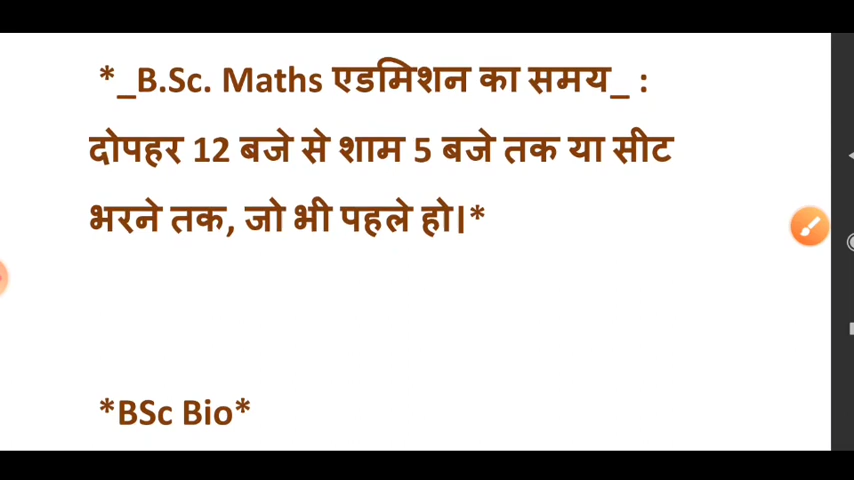 *_B.Sc. Maths एडमिशन का समय_ :
दोपहर 12 बजे से शाम 5 बजे तक या सीट
भरने तक, जो भी पहले हो।*
*BSc Bio*